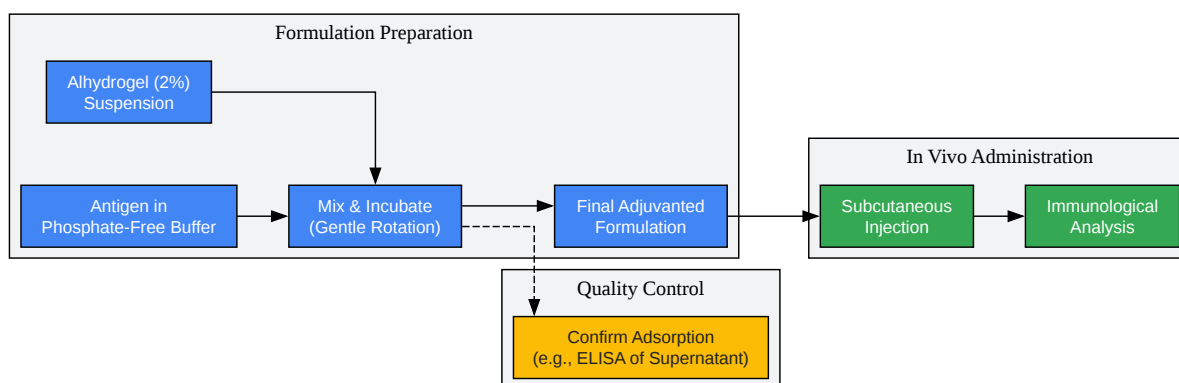 Formulation Preparation
Alhydrogel (2%)
Suspension
Antigen in
Phosphate-Free Buffer
Mix & Incubate
(Gentle Rotation)
Final Adjuvanted
Formulation
In Vivo Administration
Subcutaneous
Injection
Immunological
Analysis
Quality Control
Confirm Adsorption
(e.g., ELISA of Supernatant)